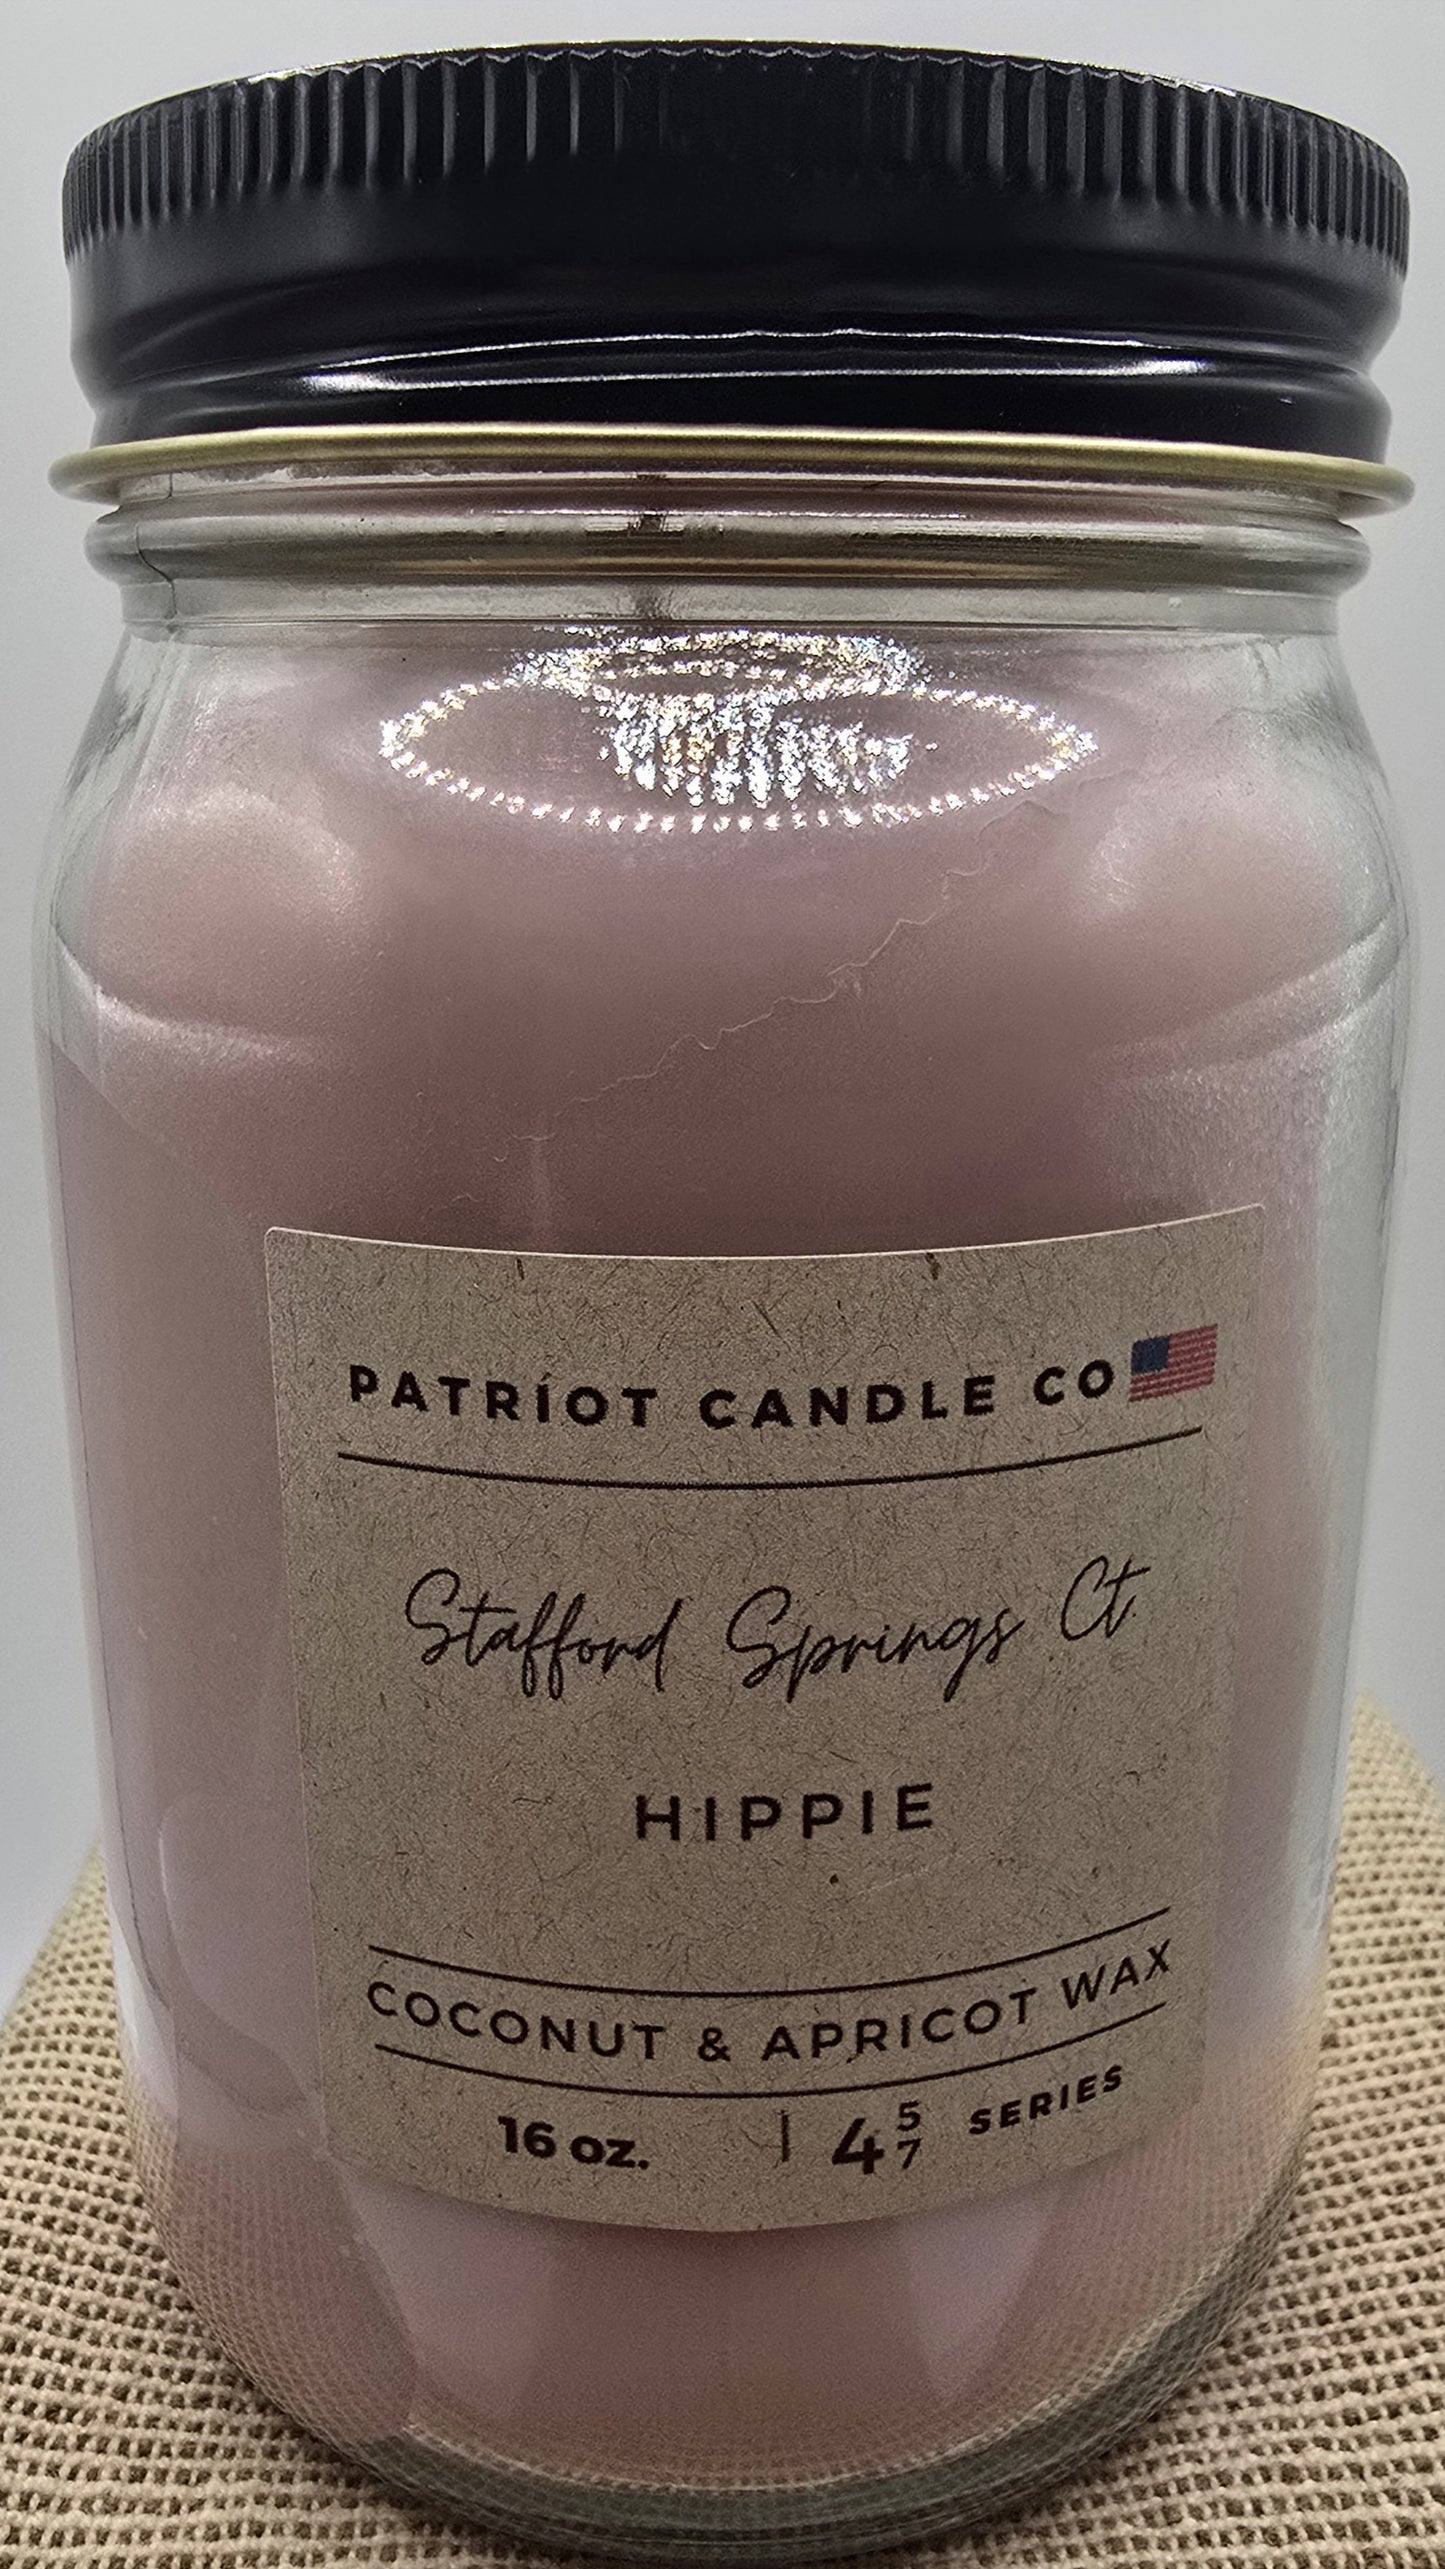 PATRIOT CANDLE CO
Stafford Springs Ct.
HIPPIE
COCONUT & APRICOT WAX
16 oz. | 4 5 7 SERIES